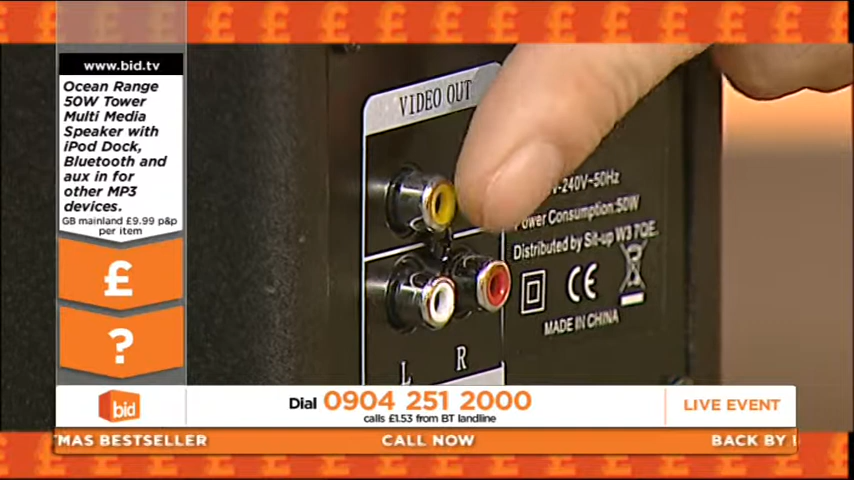 www.bid.tv
Ocean Range
50W Tower
Multi Media
Speaker with
iPod Dock,
Bluetooth and
aux in for
other MP3
devices.
GB mainland £9.99 p&p
per item
£
?
VIDEO OUT
-240V~50Hz
Power Consumption:50W
Distributed by Sit-up W3 7QE.
CE
MADE IN CHINA
L R
bid
Dial 0904 251 2000
calls £1.53 from BT landline
LIVE EVENT
'MAS BESTSELLER CALL NOW BACK BY